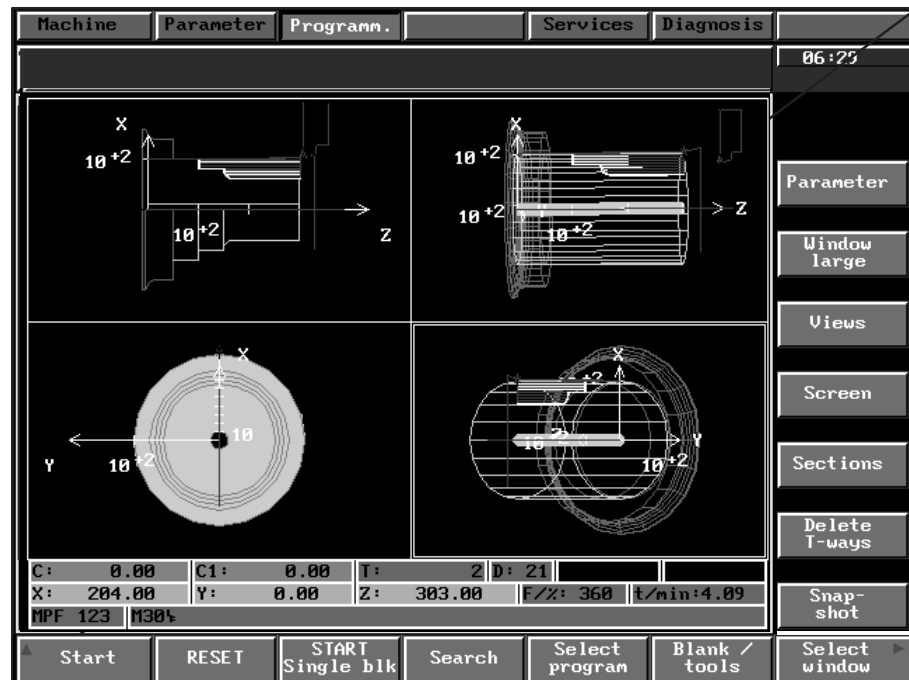 Machine Parameter Programm. Services Diagnosis
06:25
X
10 +2
10 +2
Z
X
10 +2
10 +2
10 +2
Z
Parameter
Window
large
Views
Screen
Sections
Delete
T-ways
Snap-
shot
X
10
Y
10 +2
X
+2
10
Y
10 +2
C: 0.00 C1: 0.00 T: 2 D: 21
X: 204.00 Y: 0.00 Z: 303.00 F/%: 360 t/min:4.09
MPF 123 M30␊
Start RESET START Single blk Search Select program Blank / tools Select window